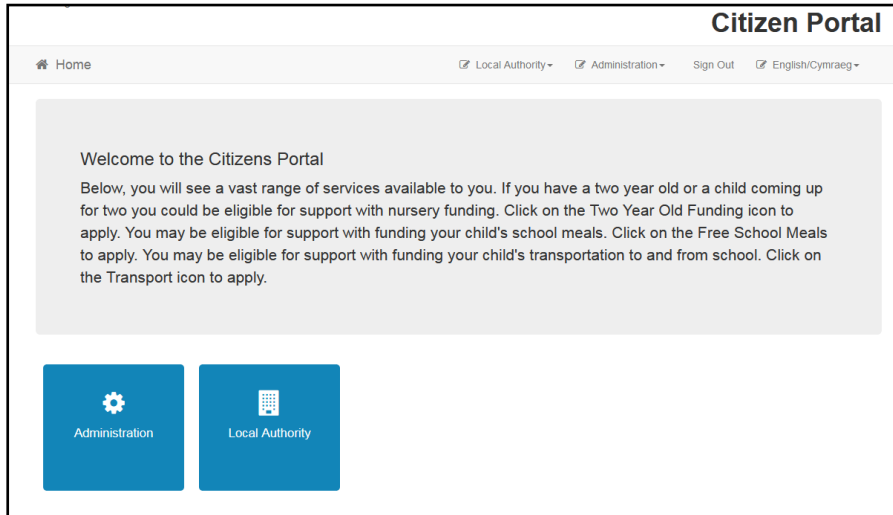 Citizen Portal
Home
Local Authority
Administration
Sign Out
English/Cymraeg
Welcome to the Citizens Portal
Below, you will see a vast range of services available to you. If you have a two year old or a child coming up
for two you could be eligible for support with nursery funding. Click on the Two Year Old Funding icon to
apply. You may be eligible for support with funding your child's school meals. Click on the Free School Meals
to apply. You may be eligible for support with funding your child's transportation to and from school. Click on
the Transport icon to apply.
Administration
Local Authority